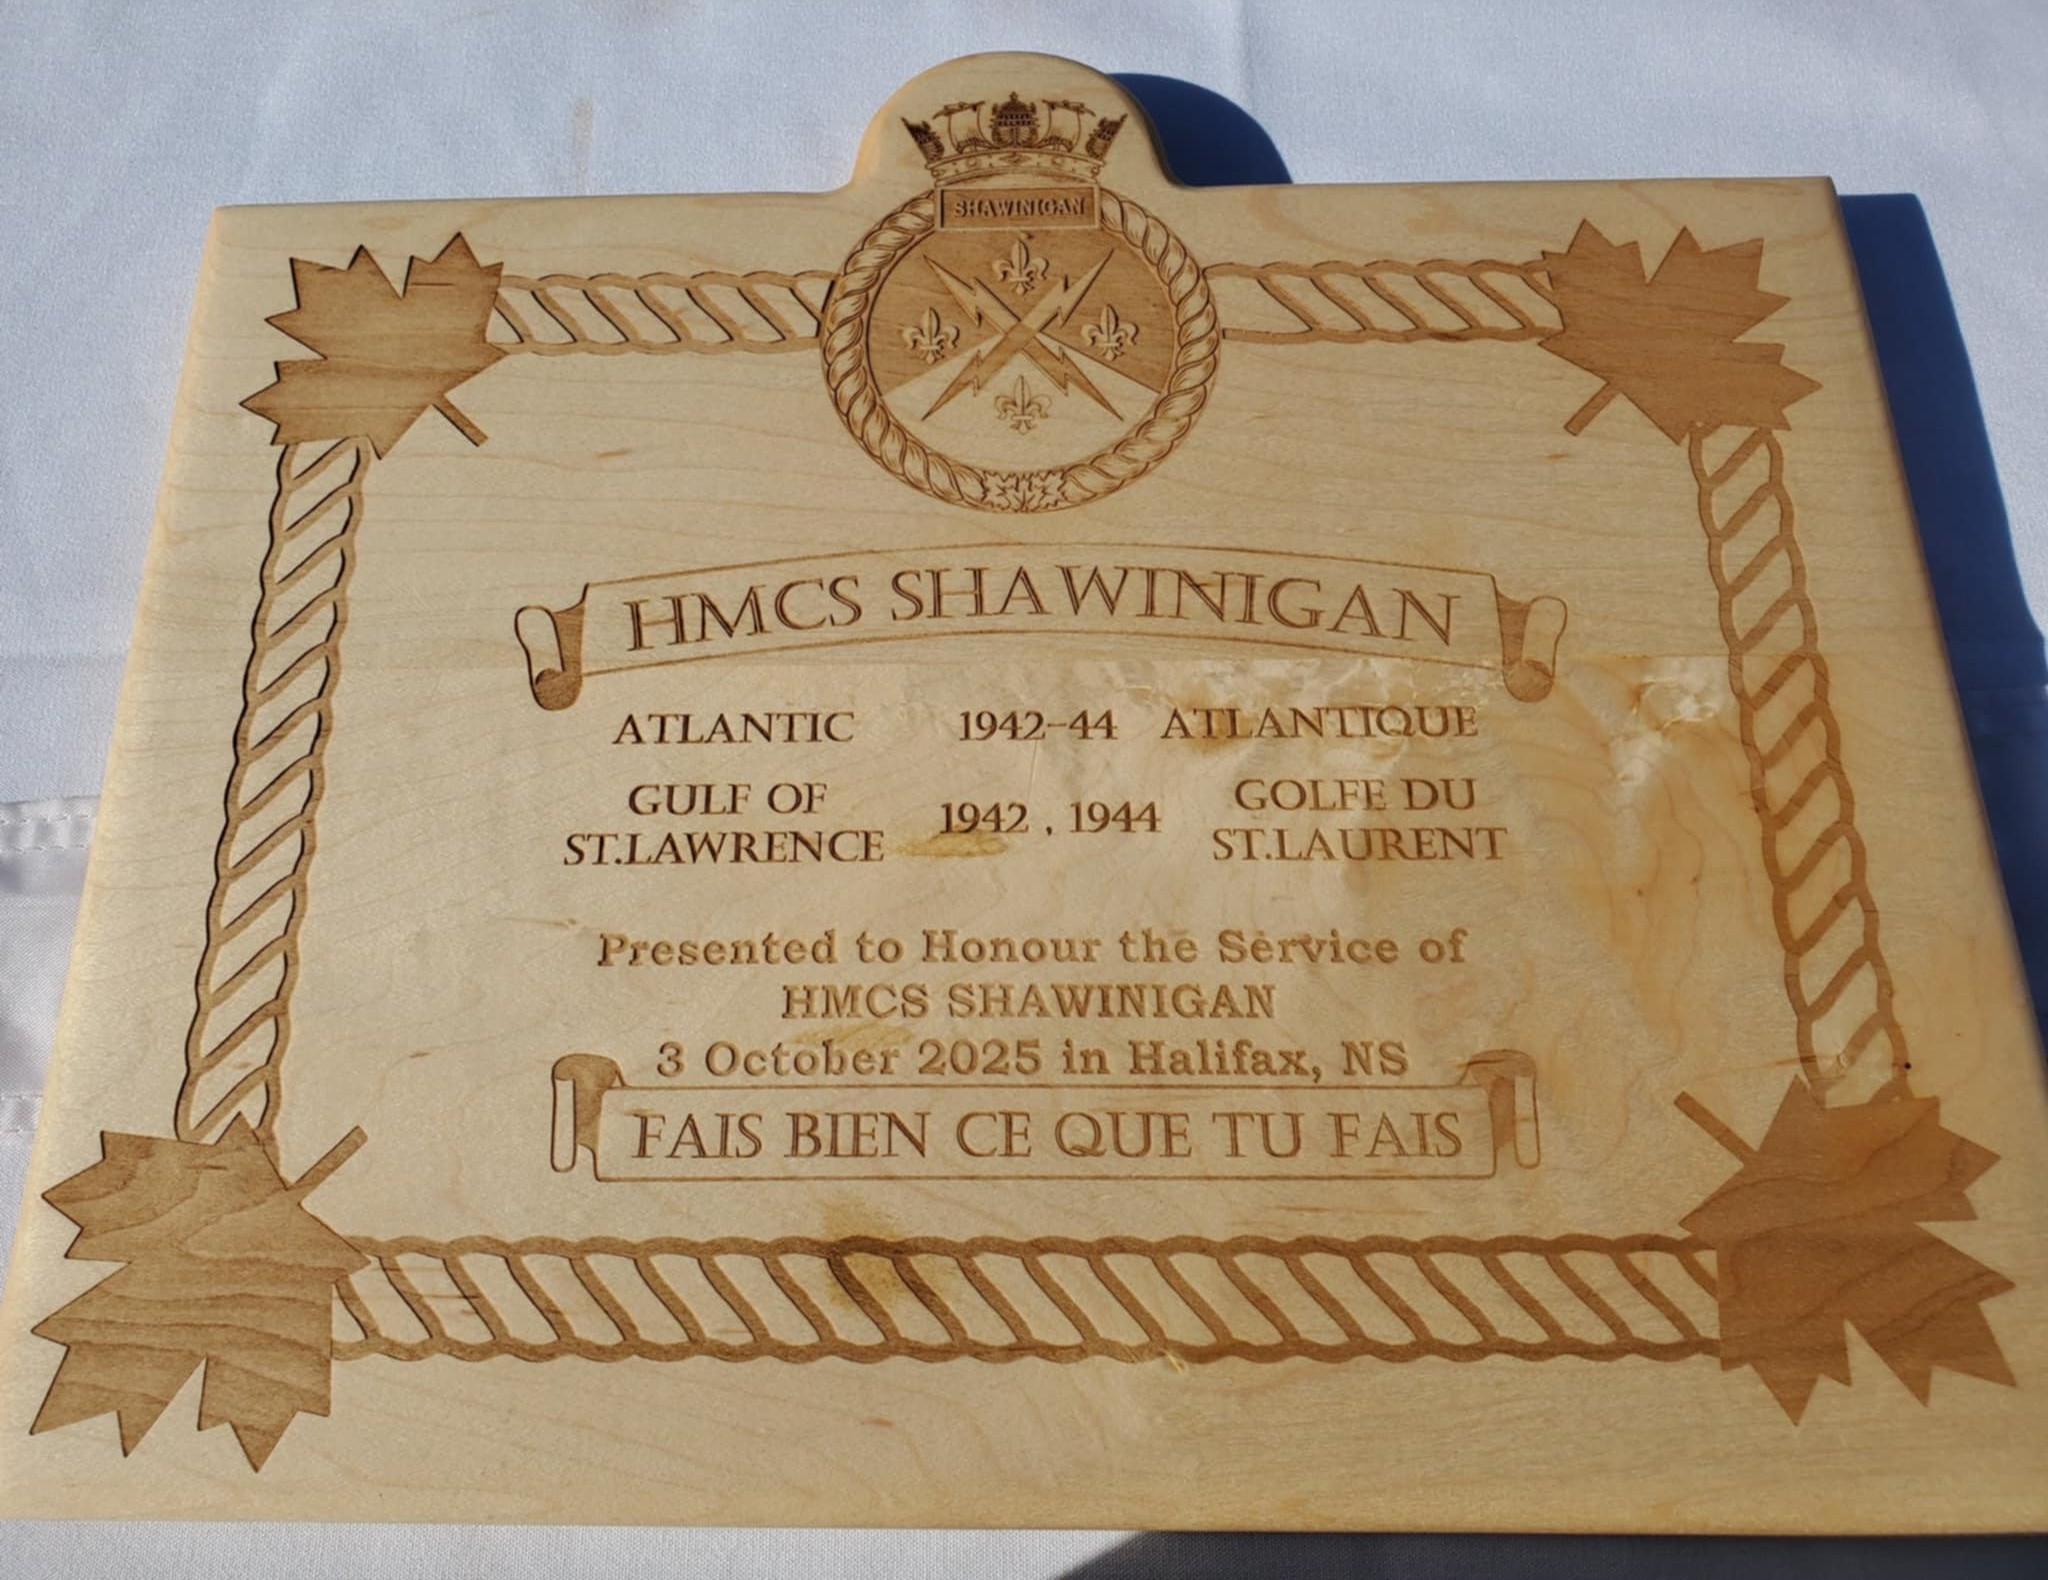 SHAWINIGAN
HMCS SHAWINIGAN
ATLANTIC 1942-44 ATLANTIQUE
GULF OF ST.LAWRENCE 1942 , 1944 GOLFE DU ST.LAURENT
Presented to Honour the Service of
HMCS SHAWINIGAN
3 October 2025 in Halifax, NS
FAIS BIEN CE QUE TU FAIS